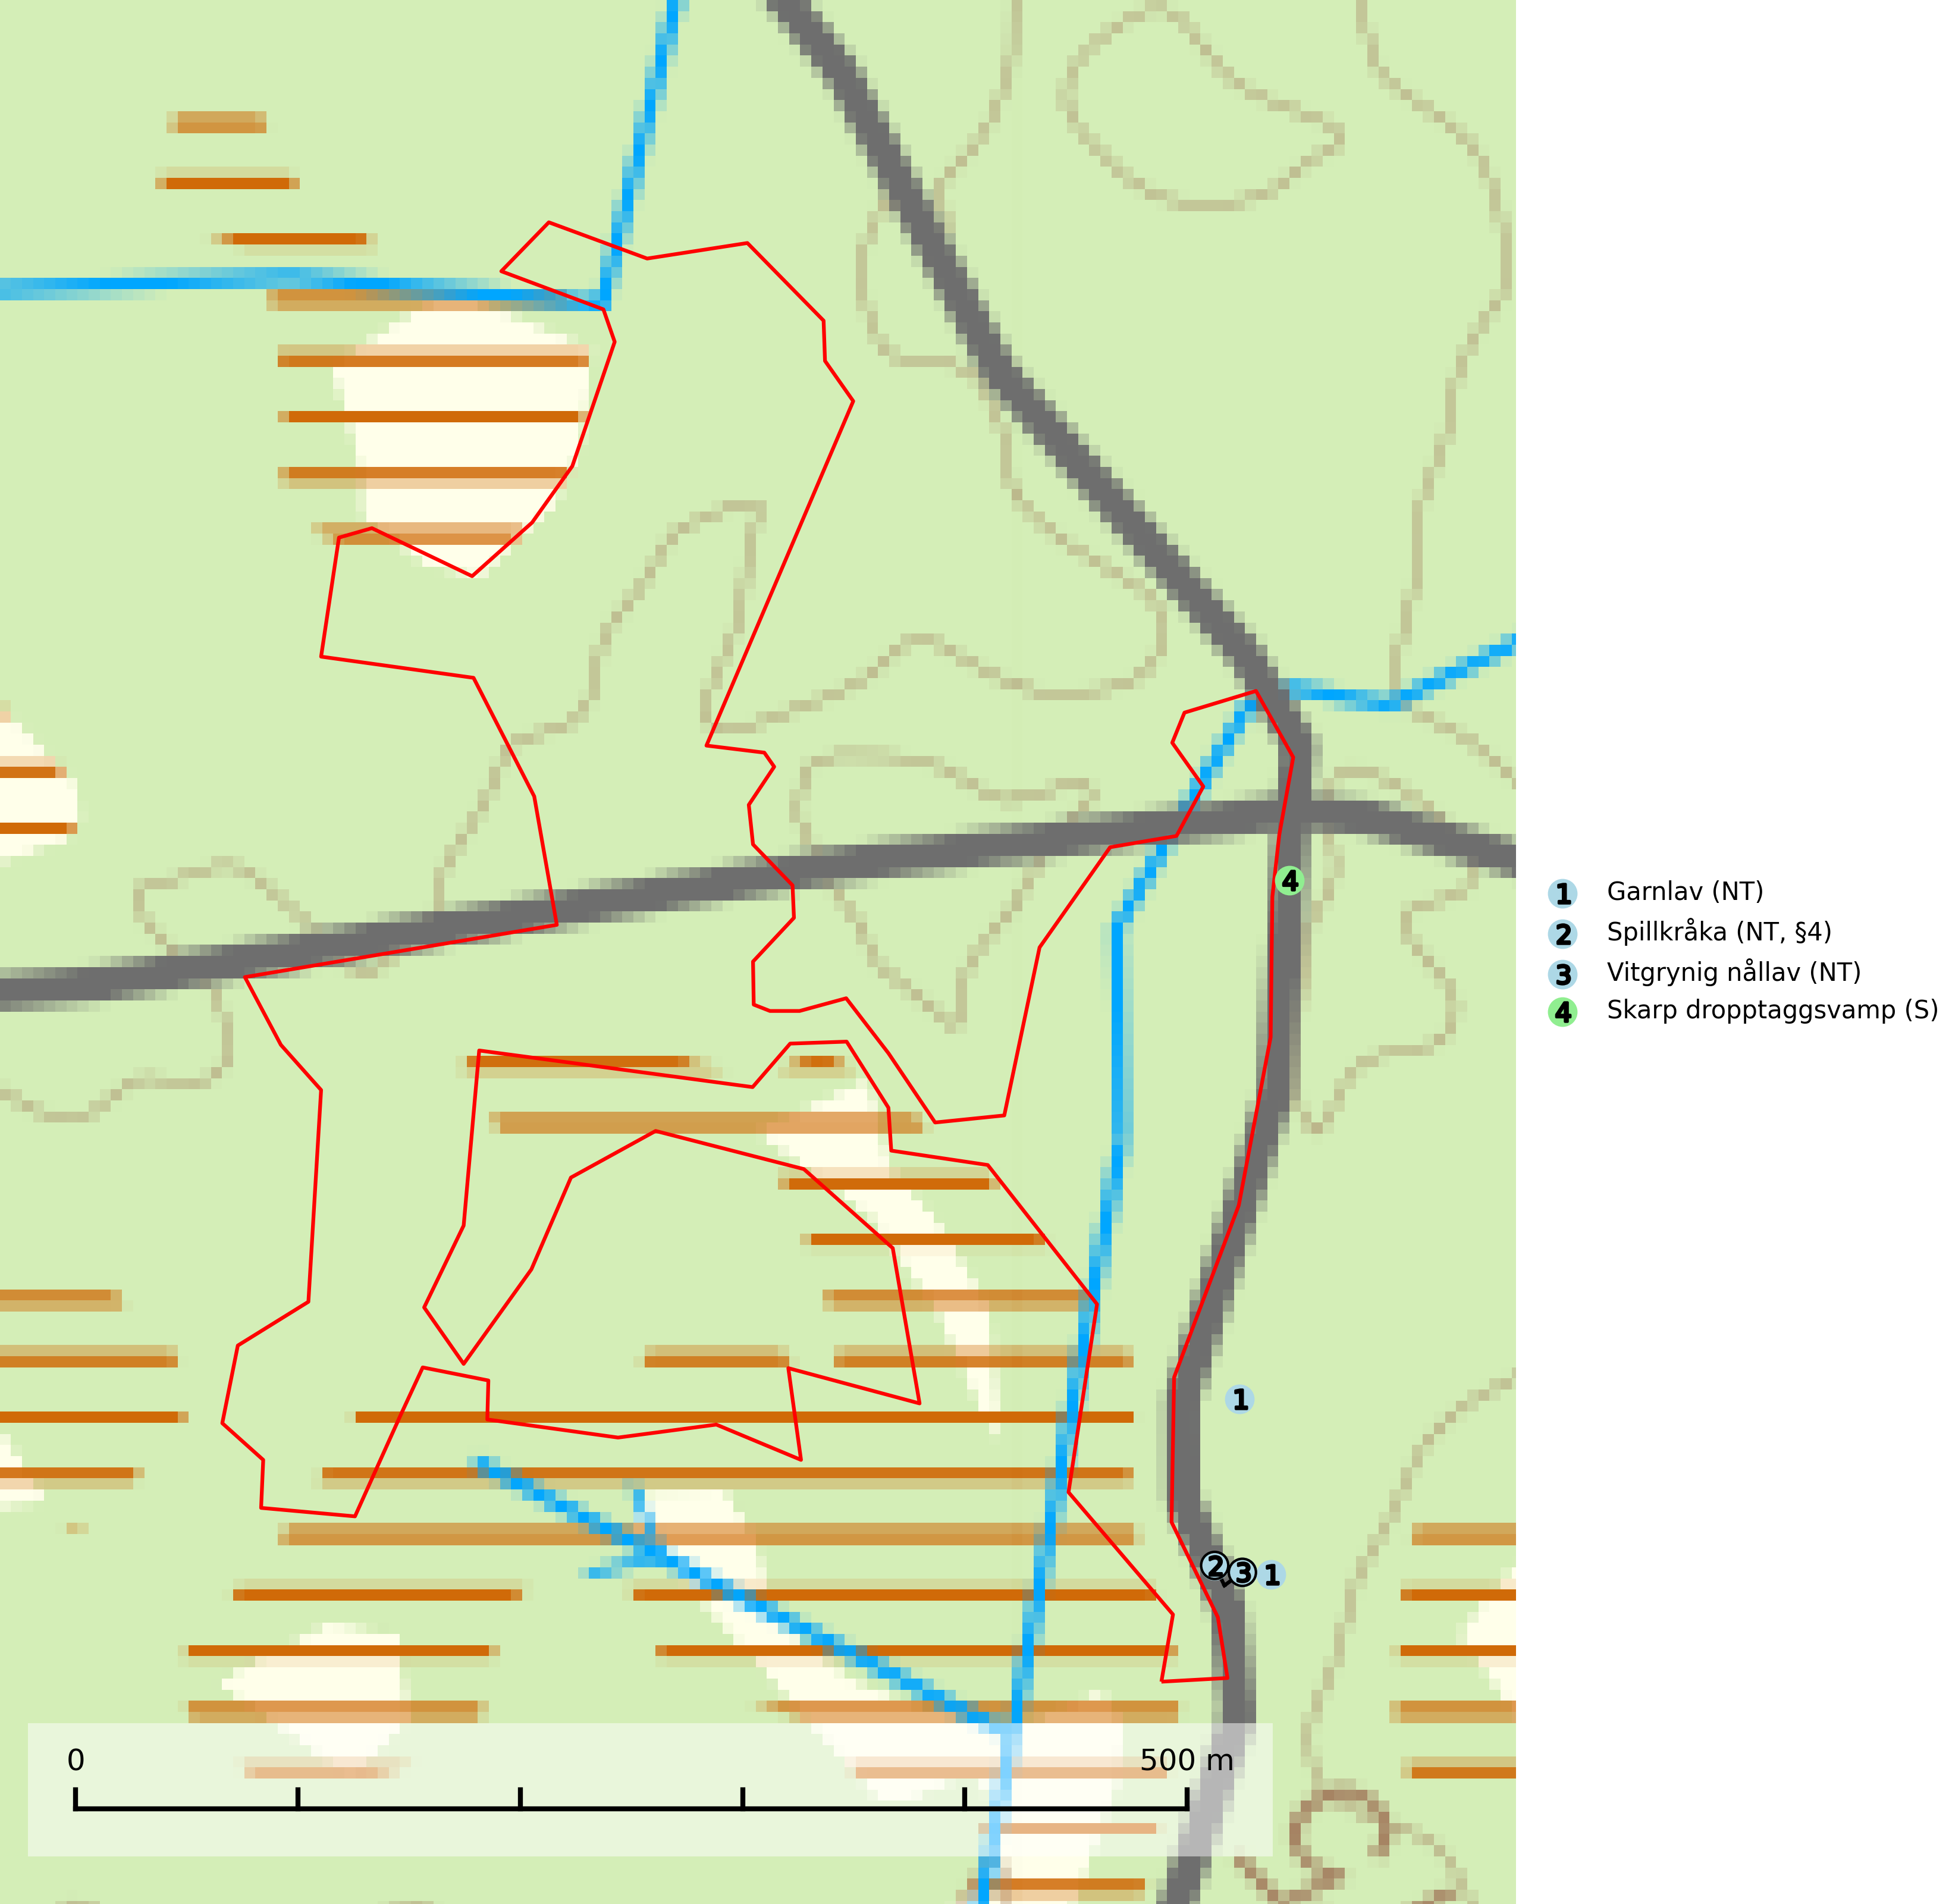 4
1 Garnlav (NT)
2 Spillkråka (NT, §4)
3 Vitgrynig nållav (NT)
4 Skarp dropptaggsvamp (S)
1
2 3 1
0 500 m